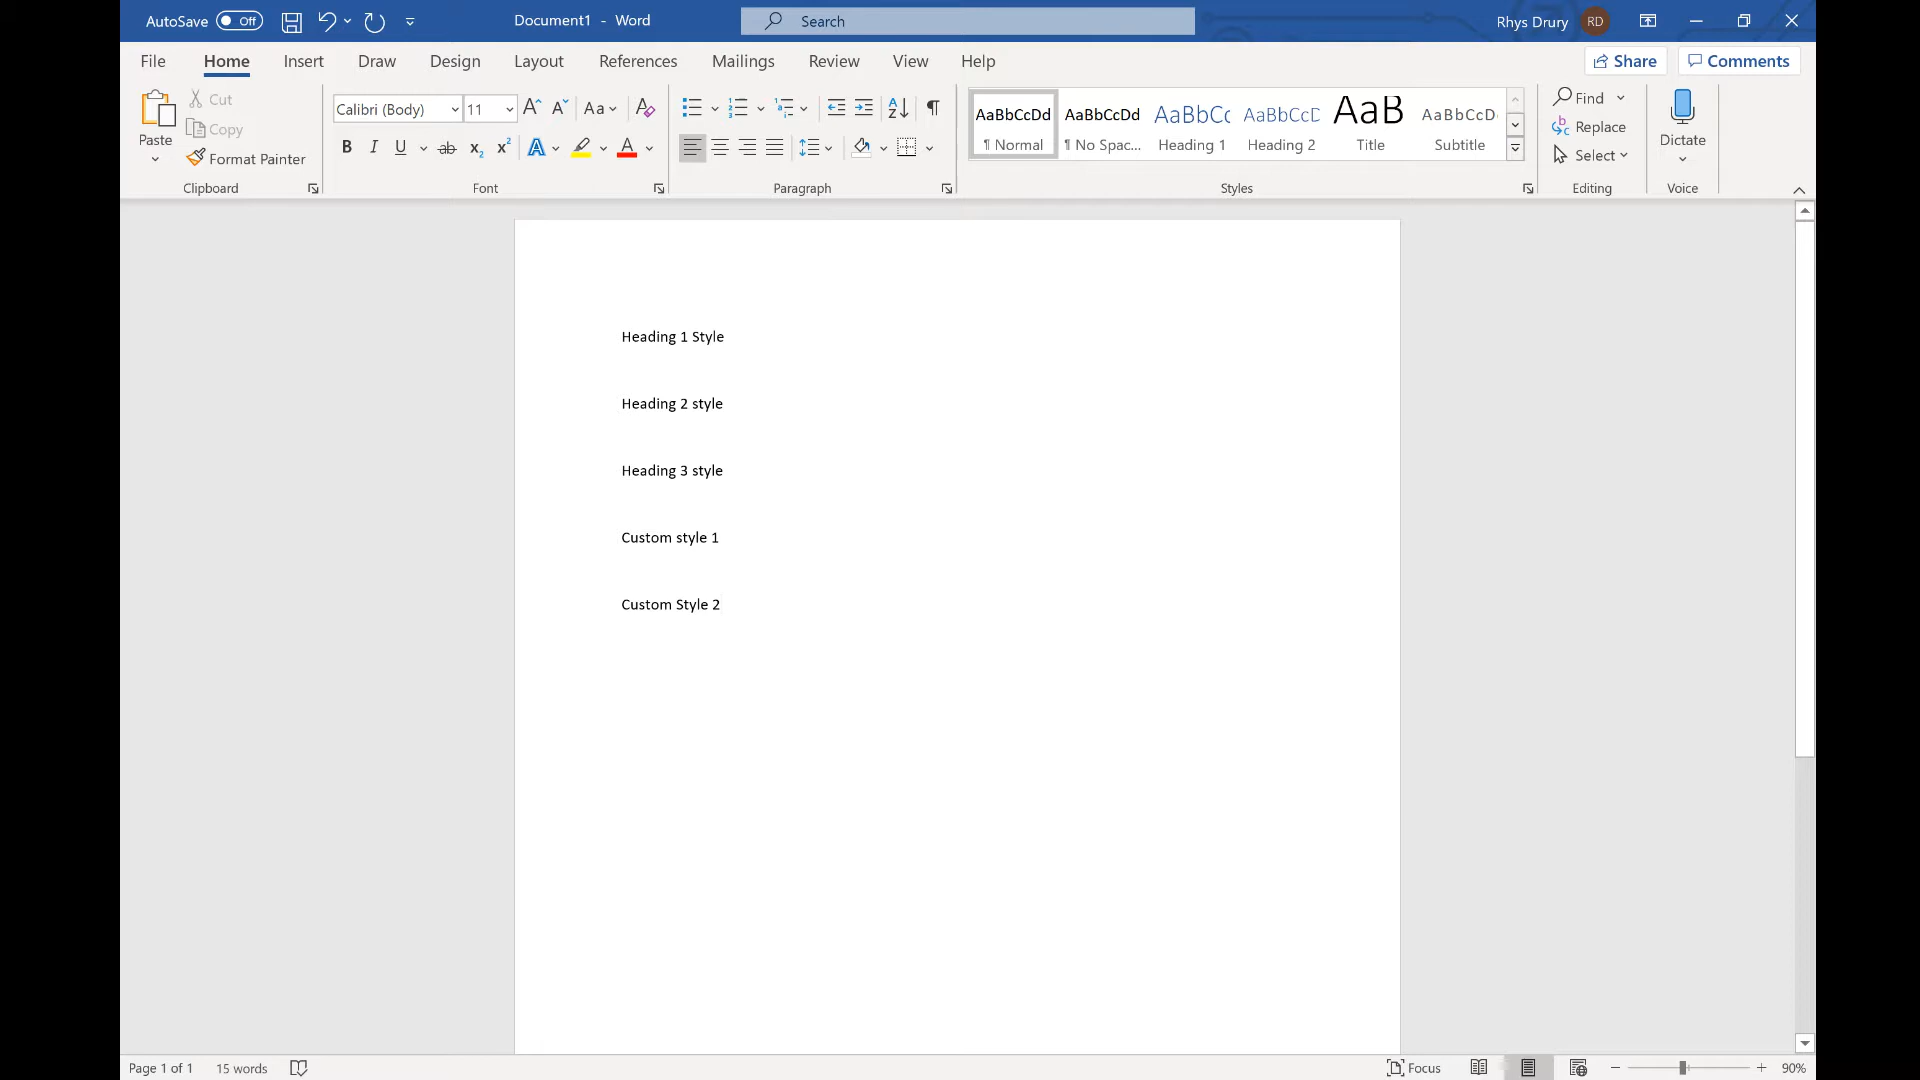 AutoSave Off Document1 - Word Search Rhys Drury RD
File Home Insert Draw Design Layout References Mailings Review View Help Share Comments
Paste
Cut
Copy
Format Painter
Clipboard
Calibri (Body) 11
Font
Paragraph
AaBbCcDd AaBbCcDd AaBbCc AaBbCcD AaB AaBbCcD
¶ Normal ¶ No Spac... Heading 1 Heading 2 Title Subtitle
Styles
Find
Replace
Select
Editing
Dictate
Voice
Heading 1 Style
Heading 2 style
Heading 3 style
Custom style 1
Custom Style 2
Page 1 of 1 15 words Focus 90%